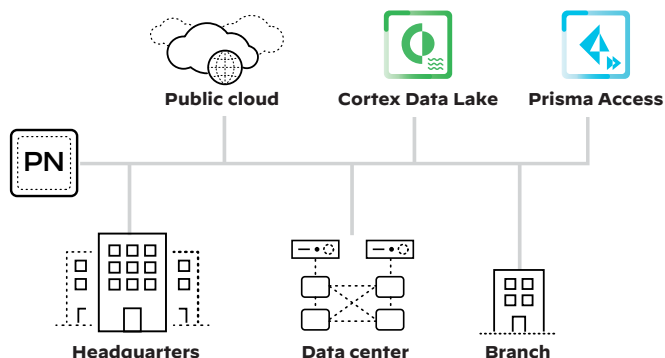 Public cloud
Cortex Data Lake
Prisma Access
PN
Headquarters
Data center
Branch